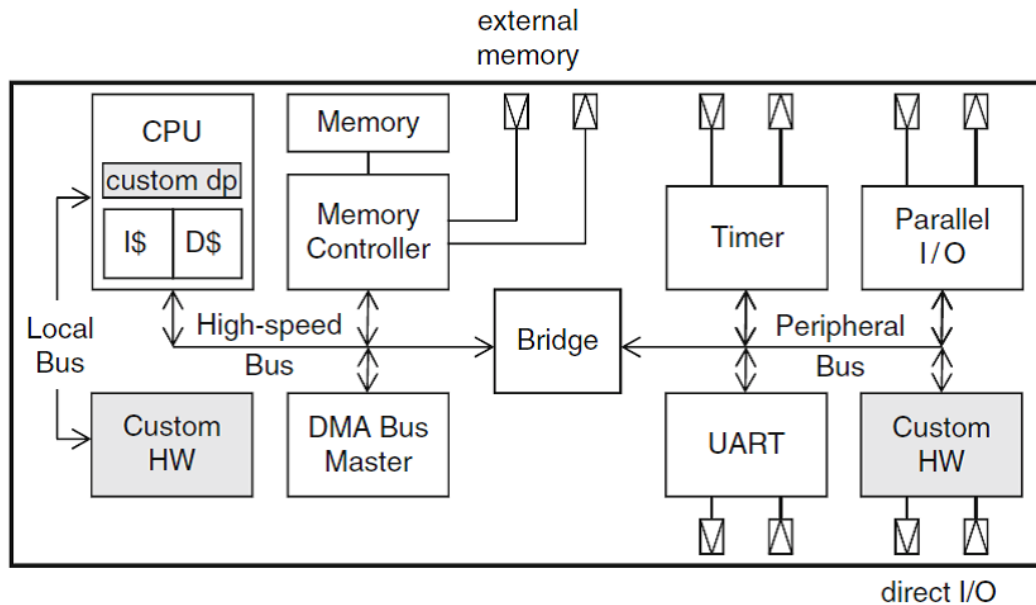 external
memory
CPU
custom dp
I$
D$
Memory
Memory
Controller
Timer
Parallel
I/O
Local
Bus
High-speed
Bus
Bridge
Peripheral
Bus
Custom
HW
DMA Bus
Master
UART
Custom
HW
direct I/O